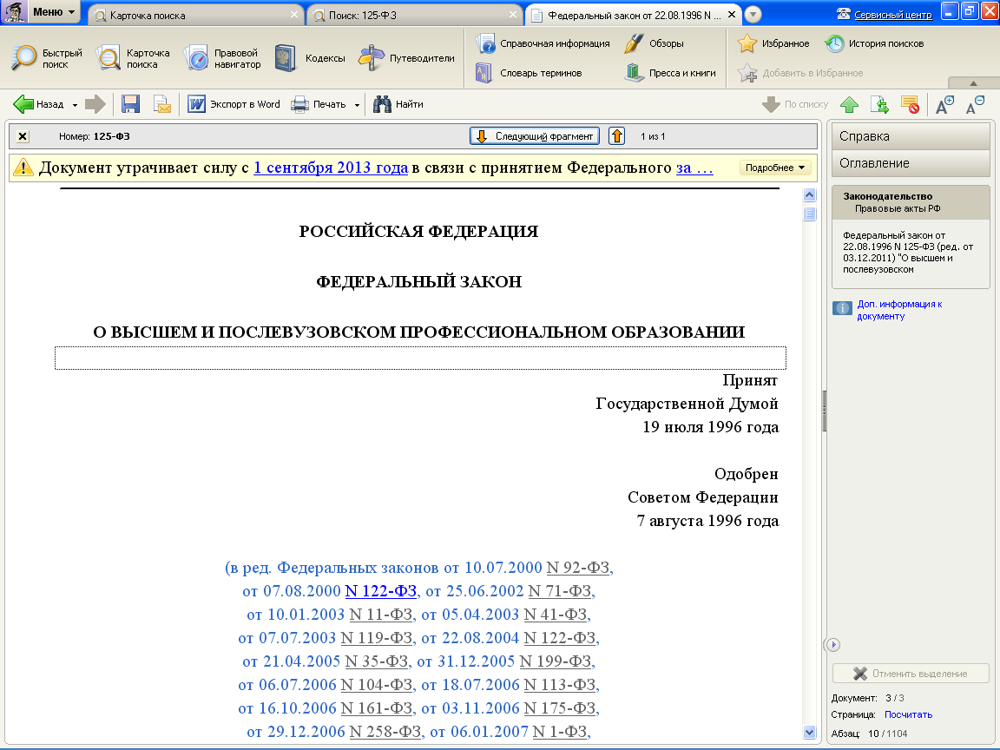 Меню
Карточка поиска
Поиск: 125-ФЗ
Федеральный закон от 22.08.1996 N ...
Сервисный центр
Быстрый
поиск
Карточка
поиска
Правовой
навигатор
Кодексы
Путеводители
Справочная информация
Словарь терминов
Обзоры
Пресса и книги
Избранное
История поисков
Добавить в Избранное
Назад
Экспорт в Word
Печать
Найти
По списку
Номер: 125-ФЗ
Следующий фрагмент
1 из 1
Документ утрачивает силу с 1 сентября 2013 года в связи с принятием Федерального за ...
Подробнее
РОССИЙСКАЯ ФЕДЕРАЦИЯ
ФЕДЕРАЛЬНЫЙ ЗАКОН
О ВЫСШЕМ И ПОСЛЕВУЗОВСКОМ ПРОФЕССИОНАЛЬНОМ ОБРАЗОВАНИИ
Принят
Государственной Думой
19 июля 1996 года
Одобрен
Советом Федерации
7 августа 1996 года
(в ред. Федеральных законов от 10.07.2000 N 92-ФЗ,
от 07.08.2000 N 122-ФЗ, от 25.06.2002 N 71-ФЗ,
от 10.01.2003 N 11-ФЗ, от 05.04.2003 N 41-ФЗ,
от 07.07.2003 N 119-ФЗ, от 22.08.2004 N 122-ФЗ,
от 21.04.2005 N 35-ФЗ, от 31.12.2005 N 199-ФЗ,
от 06.07.2006 N 104-ФЗ, от 18.07.2006 N 113-ФЗ,
от 16.10.2006 N 161-ФЗ, от 03.11.2006 N 175-ФЗ,
от 29.12.2006 N 258-ФЗ, от 06.01.2007 N 1-ФЗ,
Справка
Оглавление
Законодательство
Правовые акты РФ
Федеральный закон от
22.08.1996 N 125-ФЗ (ред. от
03.12.2011) "О высшем и
послевузовском
Доп. информация к
документу
Отменить выделение
Документ: 3 / 3
Страница: Посчитать
Абзац: 10 / 1104